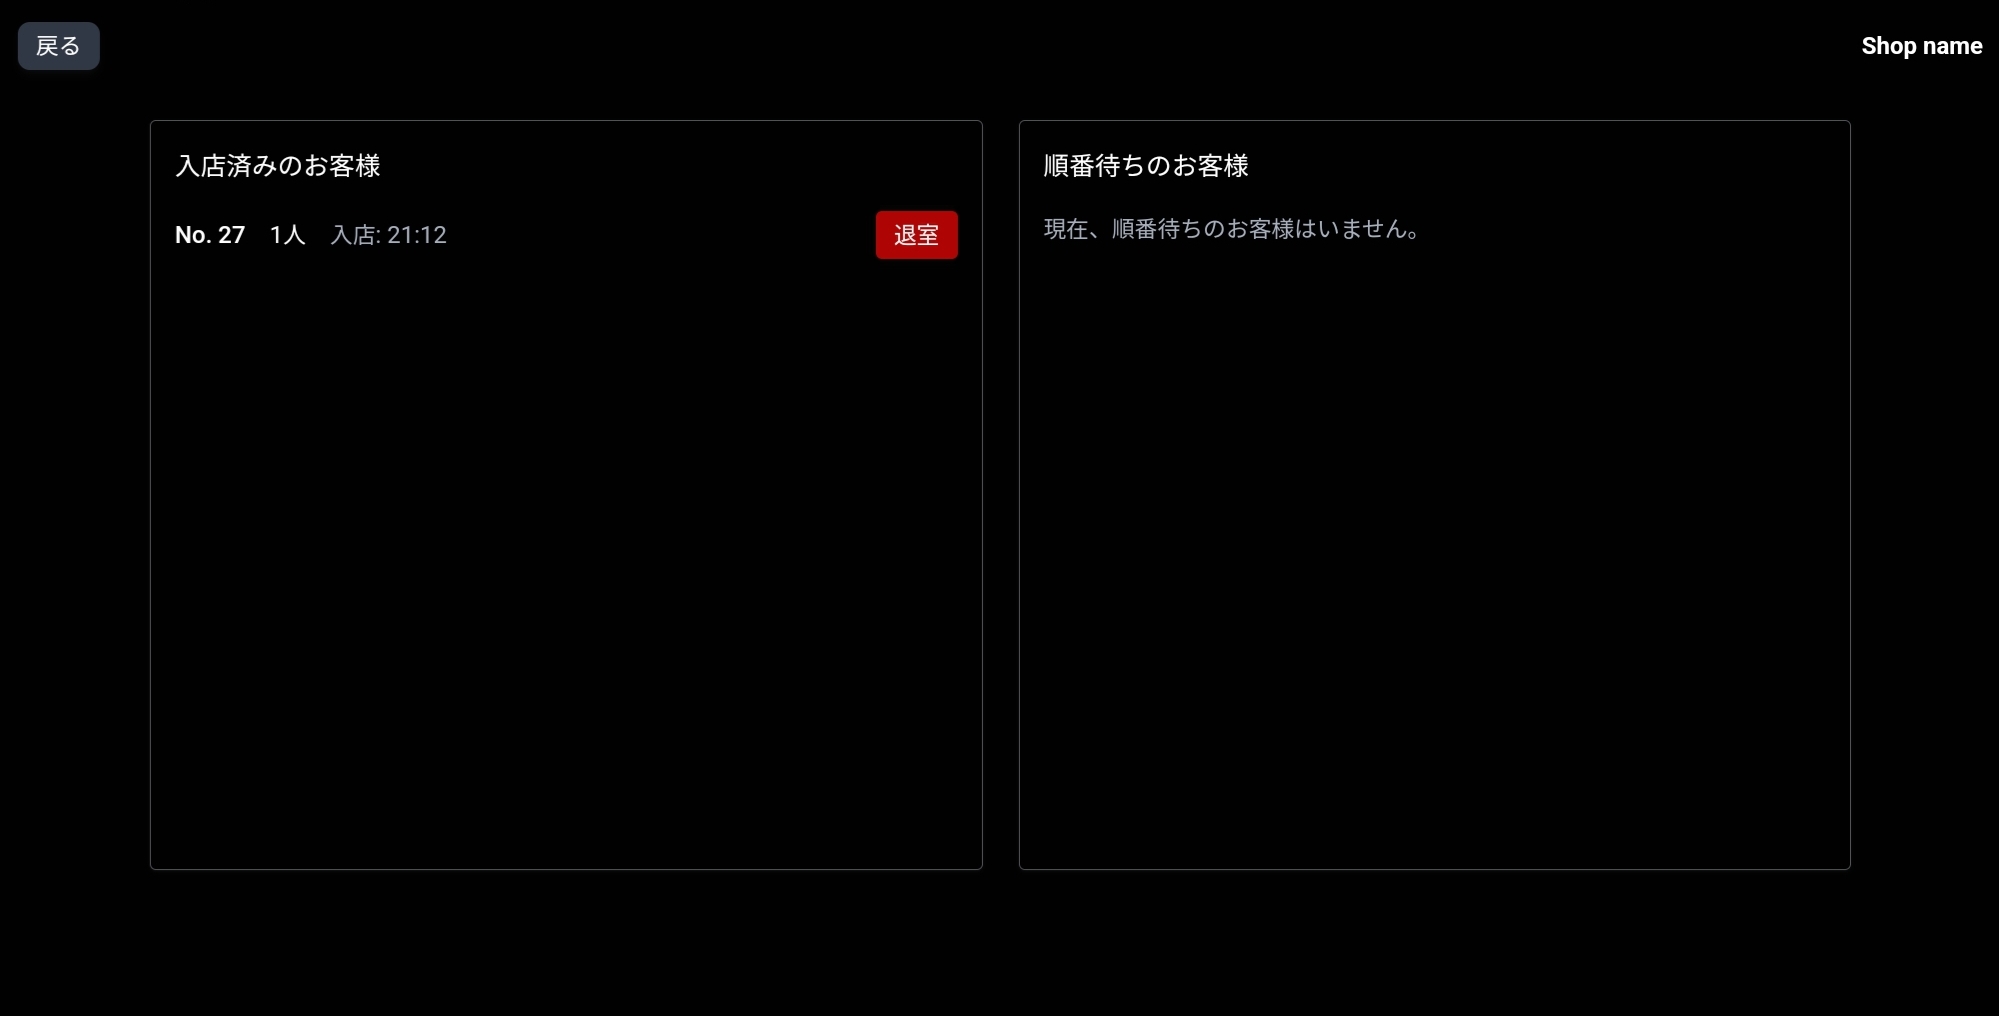 戻る
Shop name
入店済みのお客様
No. 27 1人 入店: 21:12
退室
順番待ちのお客様
現在、順番待ちのお客様はいません。